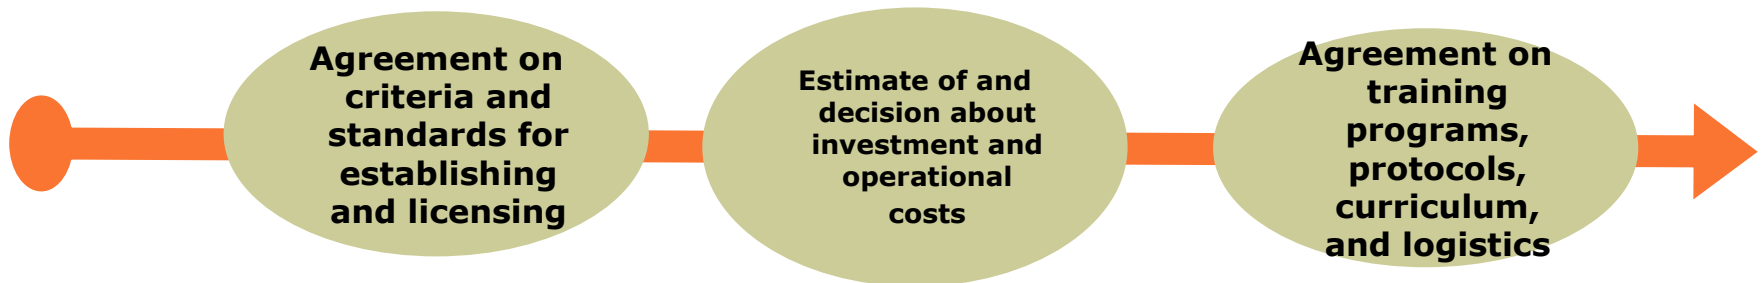 Agreement on
criteria and
standards for
establishing
and licensing
Estimate of and
decision about
investment and
operational
costs
Agreement on
training
programs,
protocols,
curriculum,
and logistics